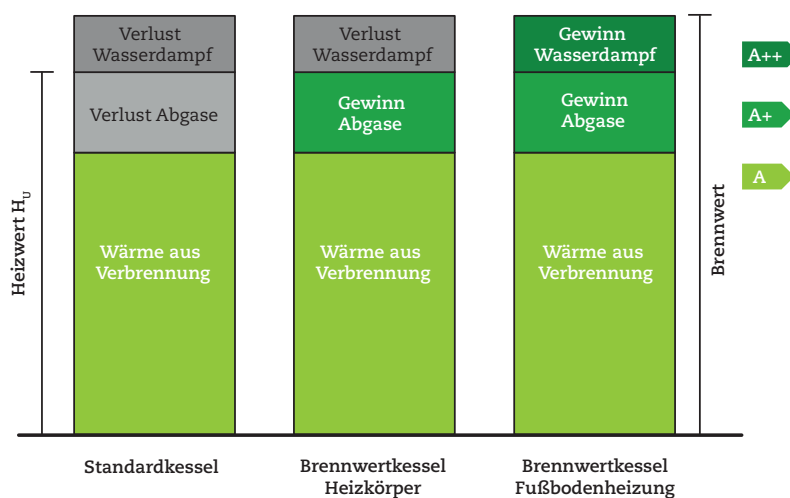 Verlust
Wasserdampf
Verlust Abgase
Wärme aus
Verbrennung
Standardkessel
Verlust
Wasserdampf
Gewinn
Abgase
Wärme aus
Verbrennung
Brennwertkessel
Heizkörper
Gewinn
Wasserdampf
Gewinn
Abgase
Wärme aus
Verbrennung
Brennwertkessel
Fußbodenheizung
Heizwert H_U
Brennwert
A++
A+
A